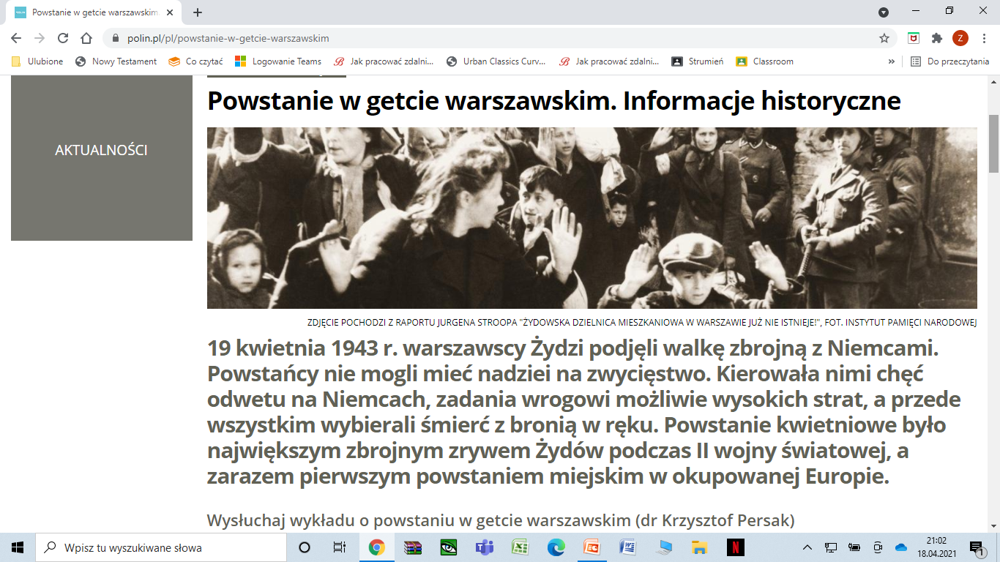 Powstanie w getcie warszawskim.
polin.pl/pl/powstanie-w-getcie-warszawskim
Z
Ulubione
Nowy Testament
Co czytać
Logowanie Teams
Jak pracować zdalni...
Urban Classics Curv...
Jak pracować zdalni...
Strumień
Classroom
»
Do przeczytania
AKTUALNOŚCI
Powstanie w getcie warszawskim. Informacje historyczne
ZDJĘCIE POCHODZI Z RAPORTU JURGENA STROOPA "ŻYDOWSKA DZIELNICA MIESZKANIOWA W WARSZAWIE JUŻ NIE ISTNIEJE!", FOT. INSTYTUT PAMIĘCI NARODOWEJ
19 kwietnia 1943 r. warszawscy Żydzi podjęli walkę zbrojną z Niemcami.
Powstańcy nie mogli mieć nadziei na zwycięstwo. Kierowała nimi chęć
odwetu na Niemcach, zadania wrogowi możliwie wysokich strat, a przede
wszystkim wybierali śmierć z bronią w ręku. Powstanie kwietniowe było
największym zbrojnym zrywem Żydów podczas II wojny światowej, a
zarazem pierwszym powstaniem miejskim w okupowanej Europie.
Wysłuchaj wykładu o powstaniu w getcie warszawskim (dr Krzysztof Persak)
Wpisz tu wyszukiwane słowa
21:02
18.04.2021
1